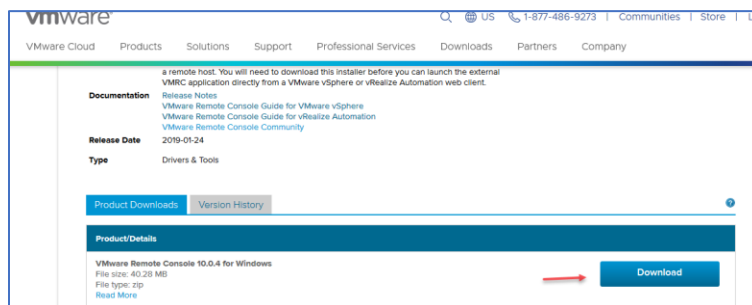 vmware
US 1-877-486-9273 | Communities | Store |
VMware Cloud Products Solutions Support Professional Services Downloads Partners Company
a remote host. You will need to download this installer before you can launch the external
VMRC application directly from a VMware vSphere or vRealize Automation web client.
Documentation Release Notes
VMware Remote Console Guide for VMware vSphere
VMware Remote Console Guide for vRealize Automation
VMware Remote Console Community
Release Date 2019-01-24
Type Drivers & Tools
Product Downloads Version History ?
Product/Details
VMware Remote Console 10.0.4 for Windows
File size: 40.28 MB
File type: zip
Read More
Download